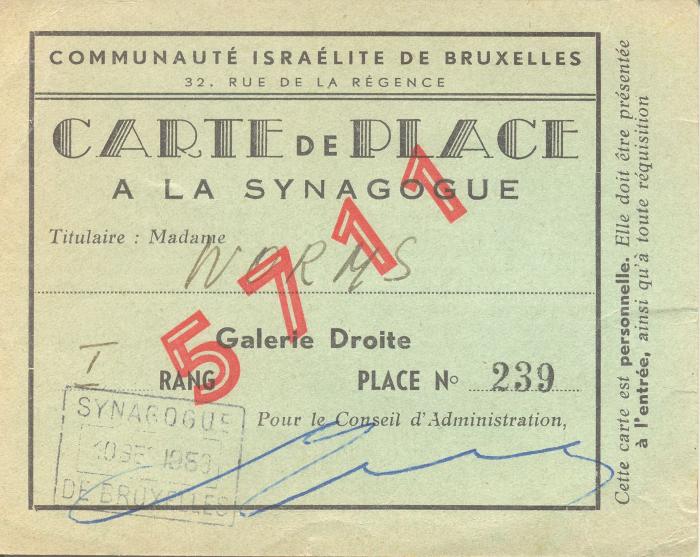 COMMUNAUTÉ ISRAÉLITE DE BRUXELLES
32, RUE DE LA RÉGENCE
CARTE DE PLACE
A LA SYNAGOGUE
5711
Titulaire : Madame WORMS
Galerie Droite
I RANG PLACE No 239
Pour le Conseil d'Administration,
SYNAGOGUE
1950
DE BRUXELLES
Cette carte est personnelle. Elle doit être présentée
à l'entrée, ainsi qu'à toute réquisition